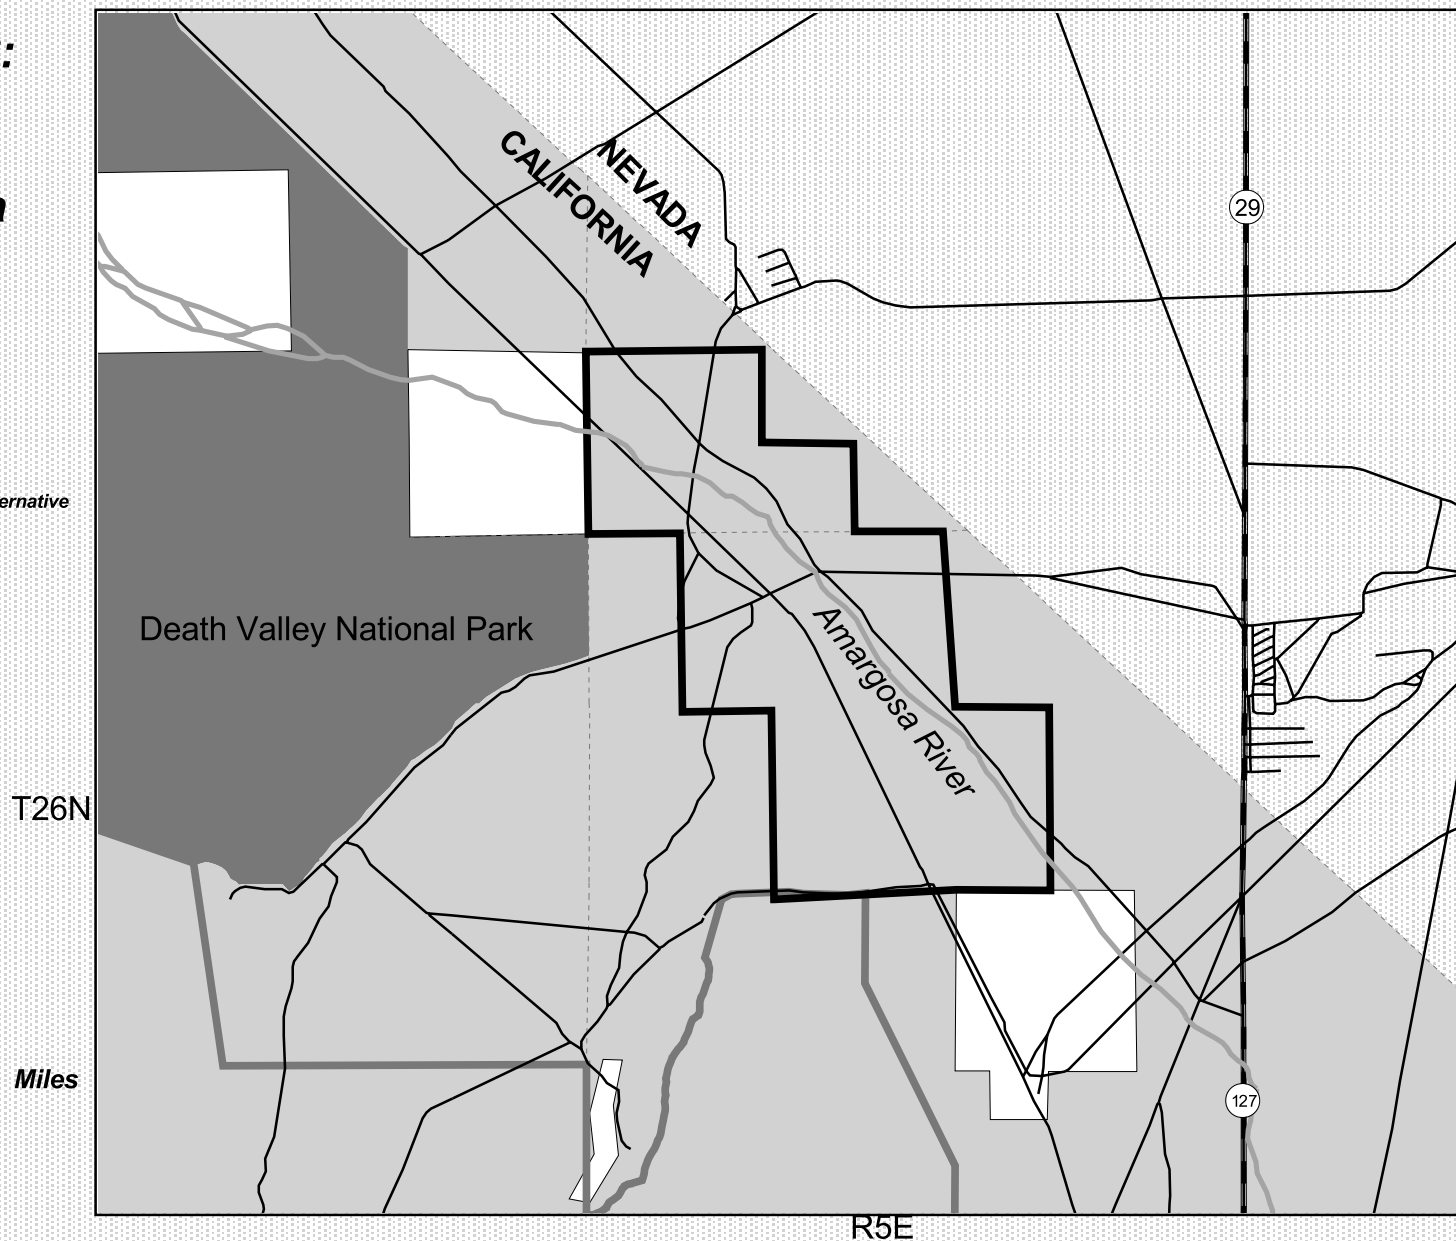 :
NEVADA
CALIFORNIA
29
ernative
Death Valley National Park
Amargosa River
T26N
Miles
127
R5E